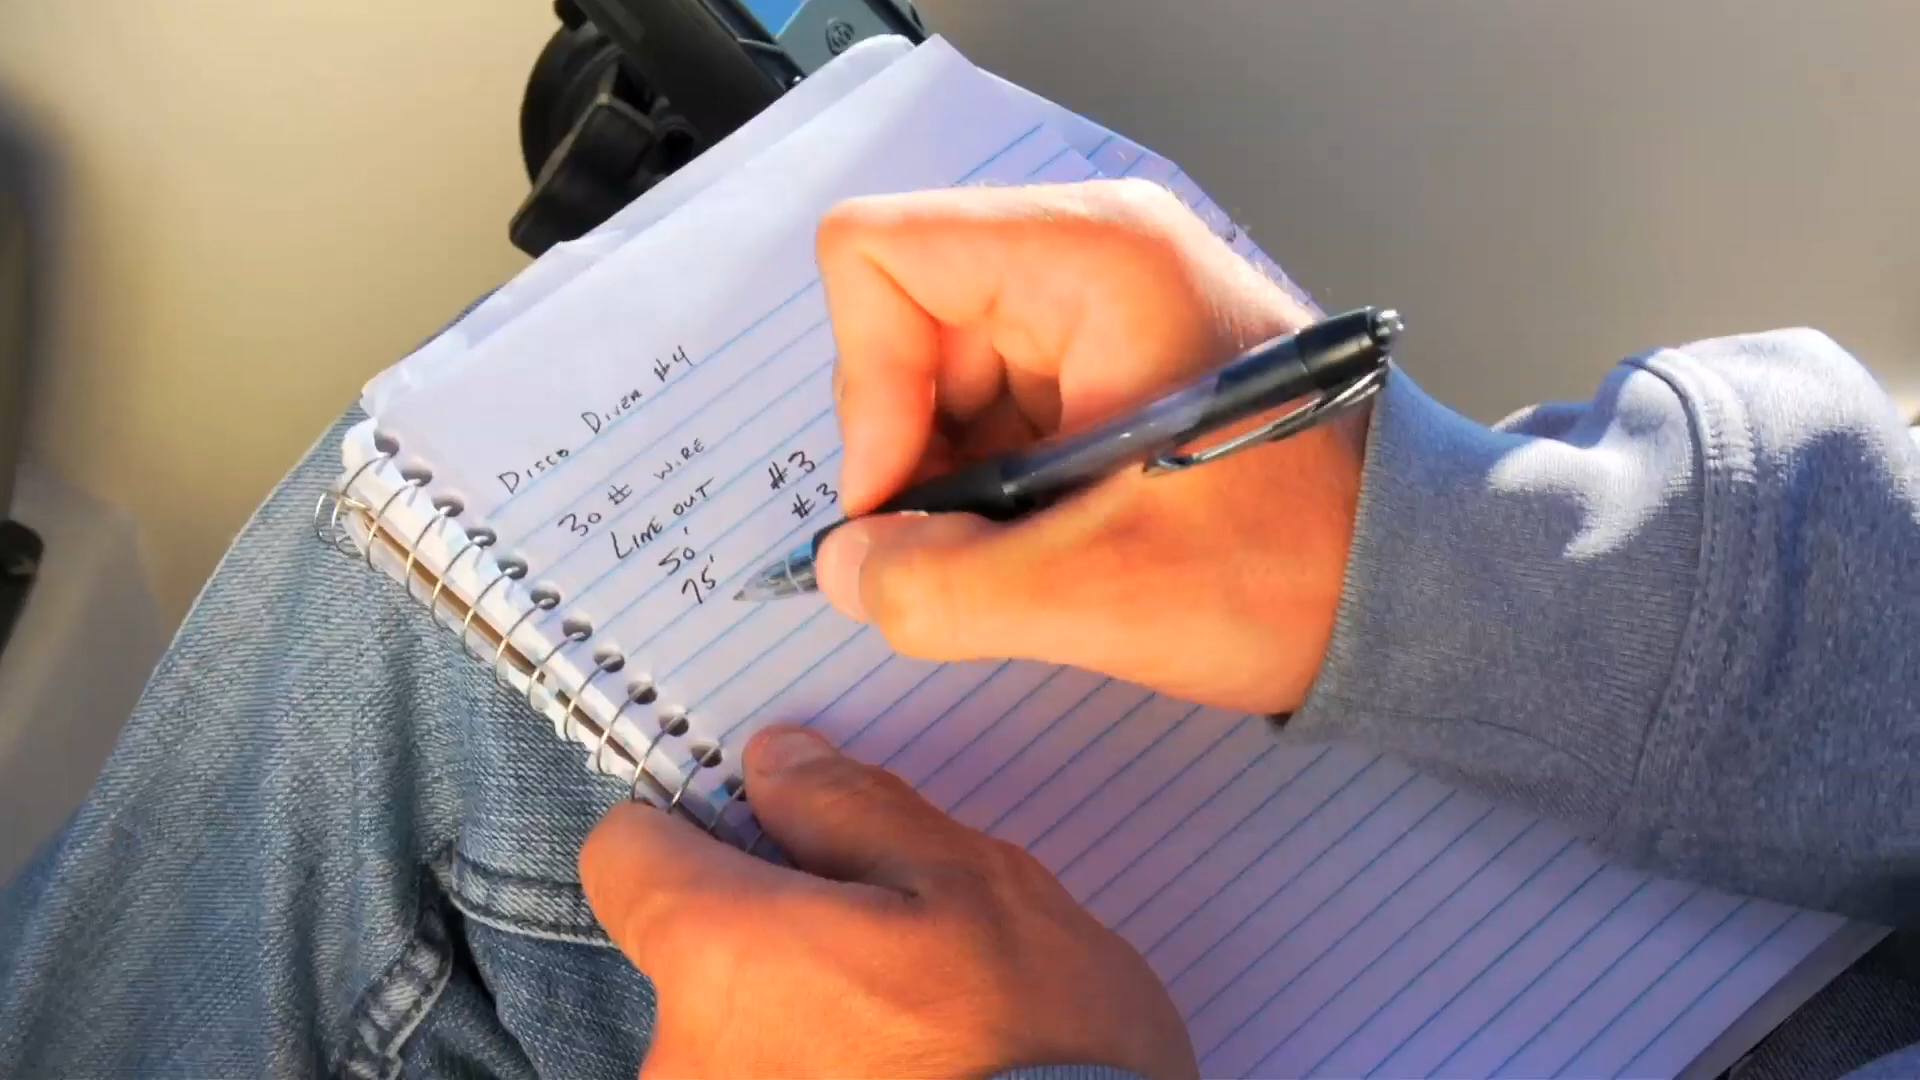 DISCO DIVER #4
30 # WIRE
LINE OUT #3
50' #3
75'